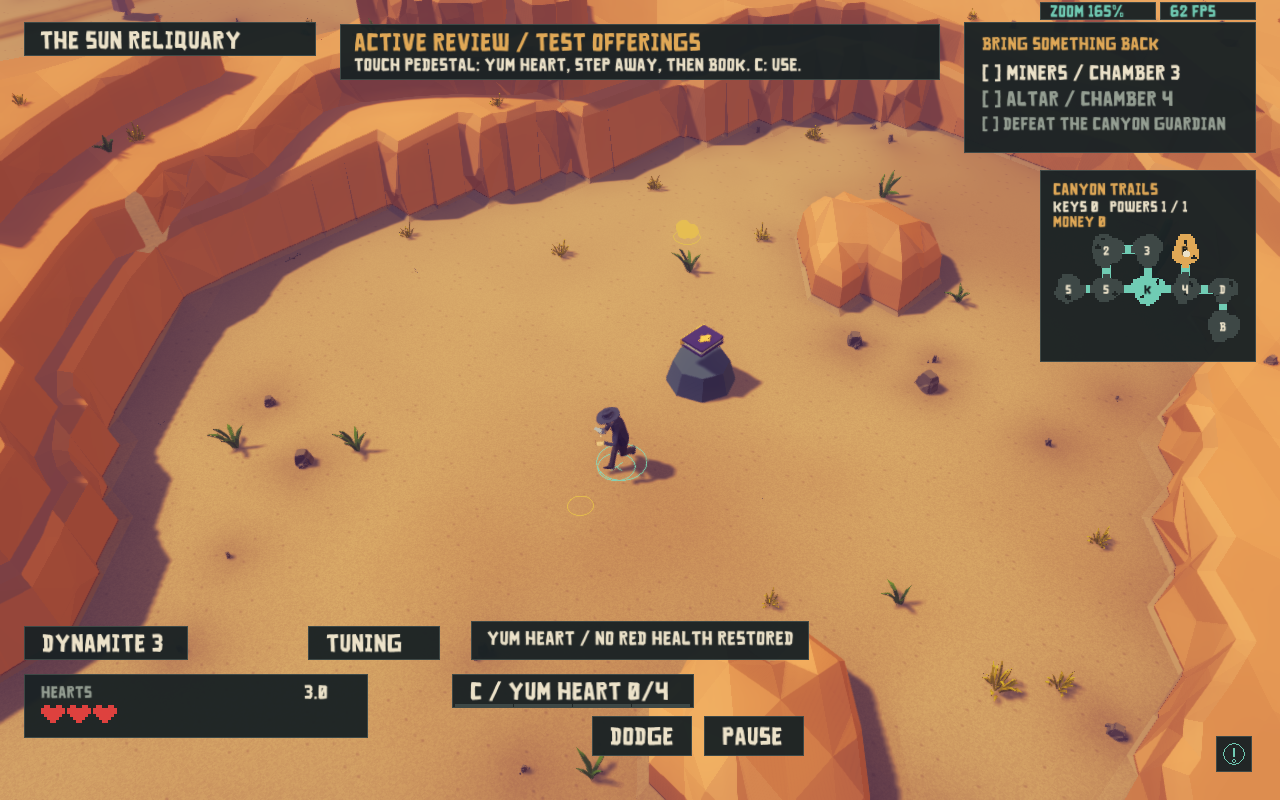 ZOOM 165%
62 FPS
THE SUN RELIQUARY
ACTIVE REVIEW / TEST OFFERINGS
TOUCH PEDESTAL: YUM HEART, STEP AWAY, THEN BOOK. C: USE.
BRING SOMETHING BACK
[ ] MINERS / CHAMBER 3
[ ] ALTAR / CHAMBER 4
[ ] DEFEAT THE CANYON GUARDIAN
CANYON TRAILS
KEYS 0 POWERS 1 / 1
MONEY 0
2 3
S S K 4 D
B
DYNAMITE 3
TUNING
YUM HEART / NO RED HEALTH RESTORED
HEARTS 3.0
C / YUM HEART 0/4
DODGE
PAUSE